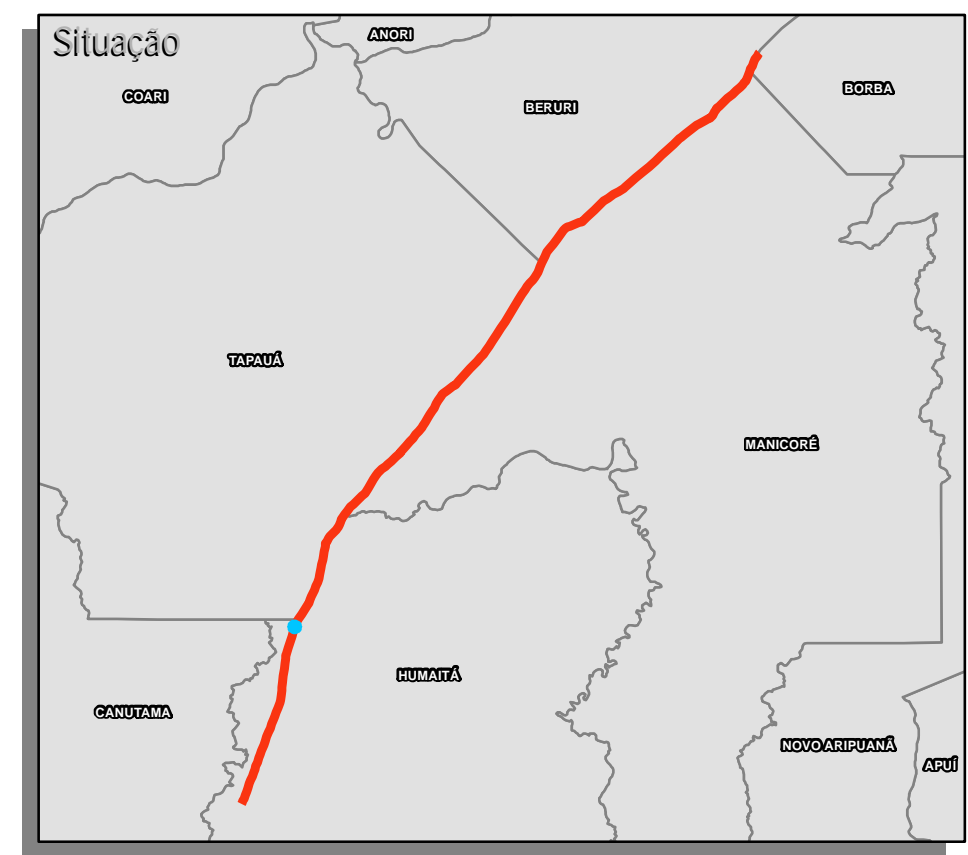 Situação
ANORI
COARI
BORBA
BERURI
TAPAUÁ
MANICORÉ
HUMAITÁ
CANUTAMA
NOVO ARIPUANÃ
APUÍ